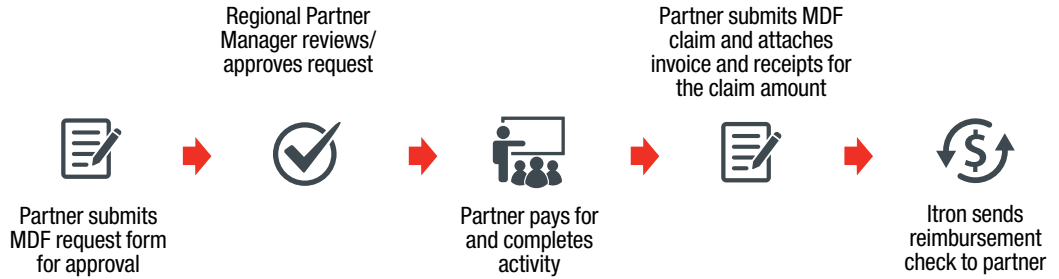 Partner submits
MDF request form
for approval
Regional Partner
Manager reviews/
approves request
Partner pays for
and completes
activity
Partner submits MDF
claim and attaches
invoice and receipts for
the claim amount
Itron sends
reimbursement
check to partner